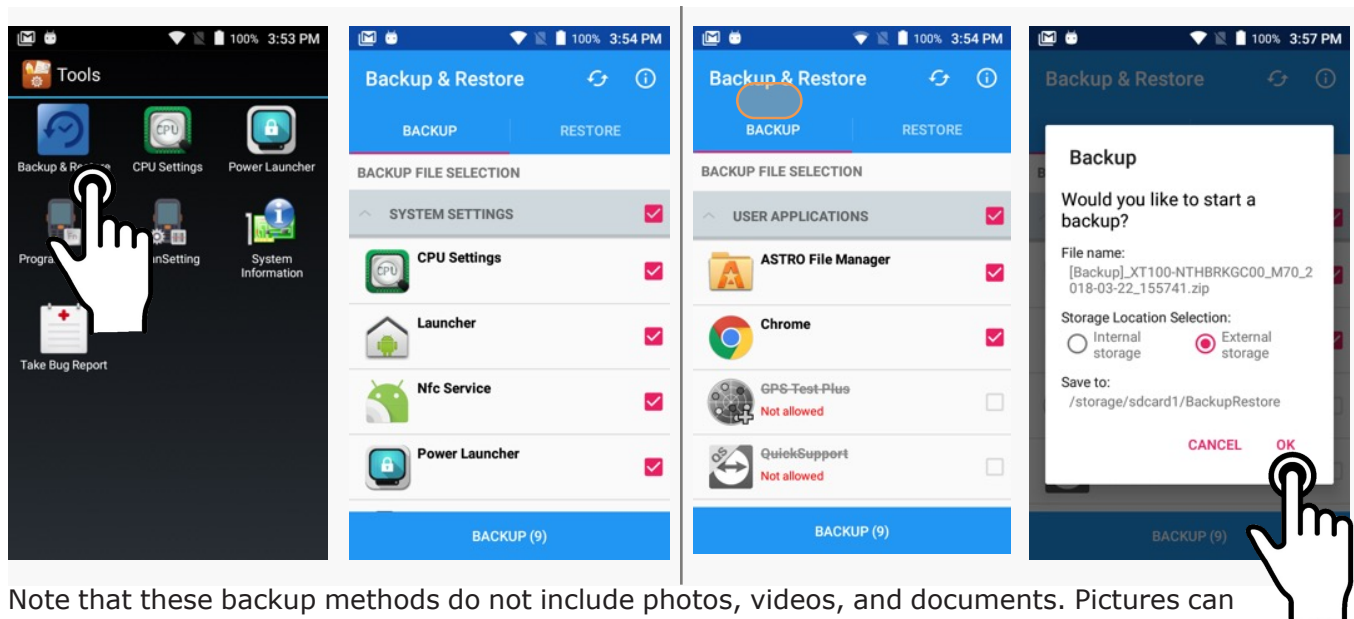 100% 3:53 PM
Tools
Backup & Restore
CPU Settings
Power Launcher
System
Information
Take Bug Report
100% 3:54 PM
Backup & Restore
BACKUP
RESTORE
BACKUP FILE SELECTION
SYSTEM SETTINGS
CPU
CPU Settings
Launcher
Nfc Service
Power Launcher
BACKUP (9)
100% 3:54 PM
Backup & Restore
BACKUP
RESTORE
BACKUP FILE SELECTION
USER APPLICATIONS
ASTRO File Manager
Chrome
GPS Test Plus
Not allowed
QS
QuickSupport
Not allowed
BACKUP (9)
100% 3:57 PM
Backup & Restore
Backup
Would you like to start a
backup?
File name:
[Backup]_XT100-NTHBRKGC00_M70_2
018-03-22_155741.zip
Storage Location Selection:
Internal
storage
External
storage
Save to:
/storage/sdcard1/BackupRestore
CANCEL OK
BACKUP (9)
Note that these backup methods do not include photos, videos, and documents. Pictures can